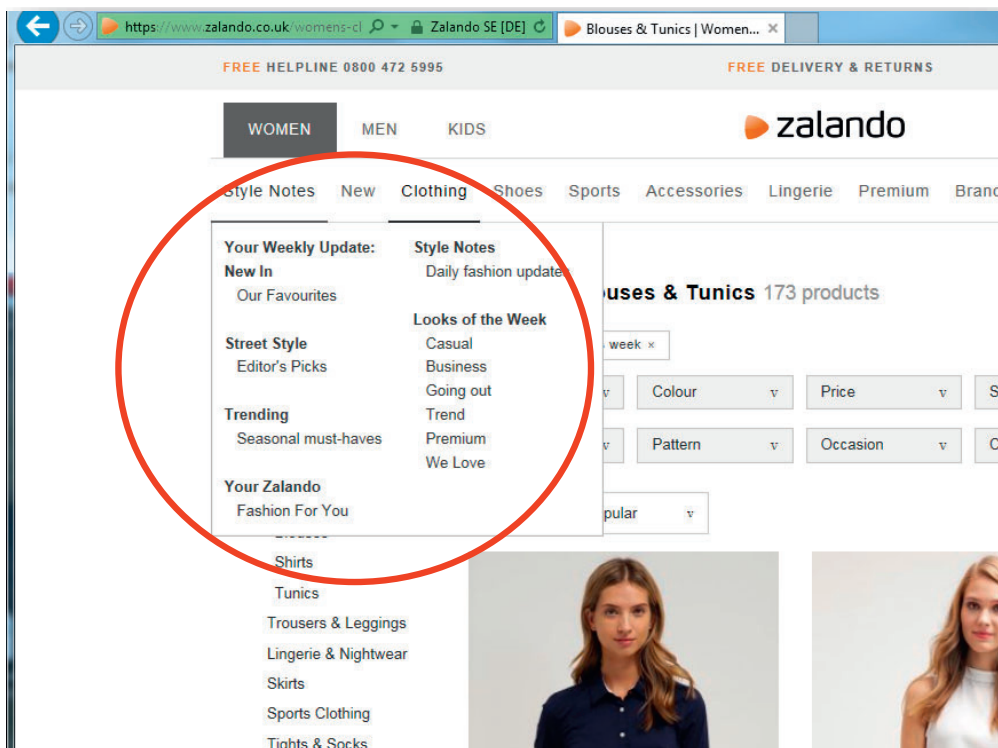 https://www.zalando.co.uk/womens-cl Zalando SE [DE] Blouses & Tunics | Women...
FREE HELPLINE 0800 472 5995 FREE DELIVERY & RETURNS
WOMEN MEN KIDS zalando
Style Notes New Clothing Shoes Sports Accessories Lingerie Premium Brand
Your Weekly Update:
New In
Our Favourites
Street Style
Editor's Picks
Trending
Seasonal must-haves
Your Zalando
Fashion For You
Style Notes
Daily fashion updates
Looks of the Week
Casual
Business
Going out
Trend
Premium
We Love
ouses & Tunics 173 products
week ×
v Colour v Price v S
v Pattern v Occasion v
pular v
Blouses
Shirts
Tunics
Trousers & Leggings
Lingerie & Nightwear
Skirts
Sports Clothing
Tights & Socks